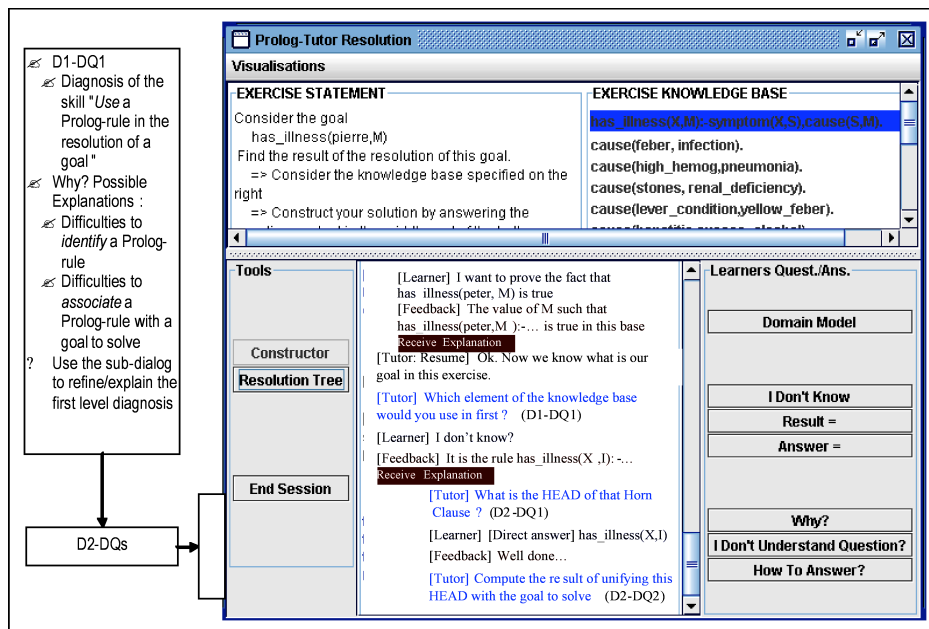 D1-DQ1
Diagnosis of the
skill "Use a
Prolog-rule in the
resolution of a
goal "
Why? Possible
Explanations :
Difficulties to
identify a Prolog-
rule
Difficulties to
associate a
Prolog-rule with a
goal to solve
? Use the sub-dialog
to refine/explain the
first level diagnosis
D2-DQs
Prolog-Tutor Resolution
Visualisations
EXERCISE STATEMENT
Consider the goal
has_illness(pierre,M)
Find the result of the resolution of this goal.
=> Consider the knowledge base specified on the
right
=> Construct your solution by answering the
EXERCISE KNOWLEDGE BASE
has_illness(X,M):-symptom(X,S),cause(S,M).
cause(feber, infection).
cause(high_hemog,pneumonia).
cause(stones, renal_deficiency).
cause(lever_condition,yellow_feber).
Tools
Constructor
Resolution Tree
End Session
[Learner] I want to prove the fact that
has_illness(peter, M) is true
[Feedback] The value of M such that
has_illness(peter,M ):-... is true in this base
Receive Explanation
[Tutor: Resume] Ok. Now we know what is our
goal in this exercise.
[Tutor] Which element of the knowledge base
would you use in first ? (D1-DQ1)
[Learner] I don't know?
[Feedback] It is the rule has_illness(X ,I): -...
Receive Explanation
[Tutor] What is the HEAD of that Horn
Clause ? (D2-DQ1)
[Learner] [Direct answer] has_illness(X,I)
[Feedback] Well done...
[Tutor] Compute the re sult of unifying this
HEAD with the goal to solve (D2-DQ2)
Learners Quest./Ans.
Domain Model
I Don't Know
Result =
Answer =
Why?
I Don't Understand Question?
How To Answer?